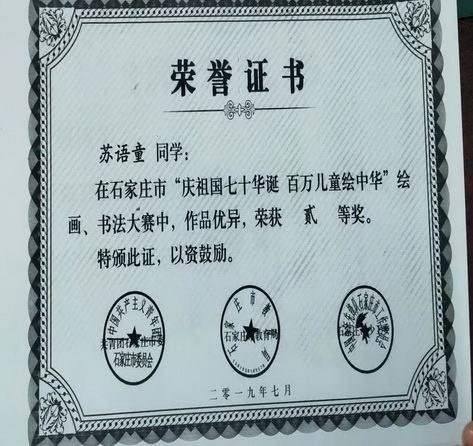 荣誉证书
苏语童 同学:
在石家庄市“庆祖国七十华诞 百万儿童绘中华”绘
画、书法大赛中,作品优异,荣获 贰 等奖。
特颁此证,以资鼓励。
中国共产主义青年团
石家庄市委员会
石家庄市教育局
二零一九年七月